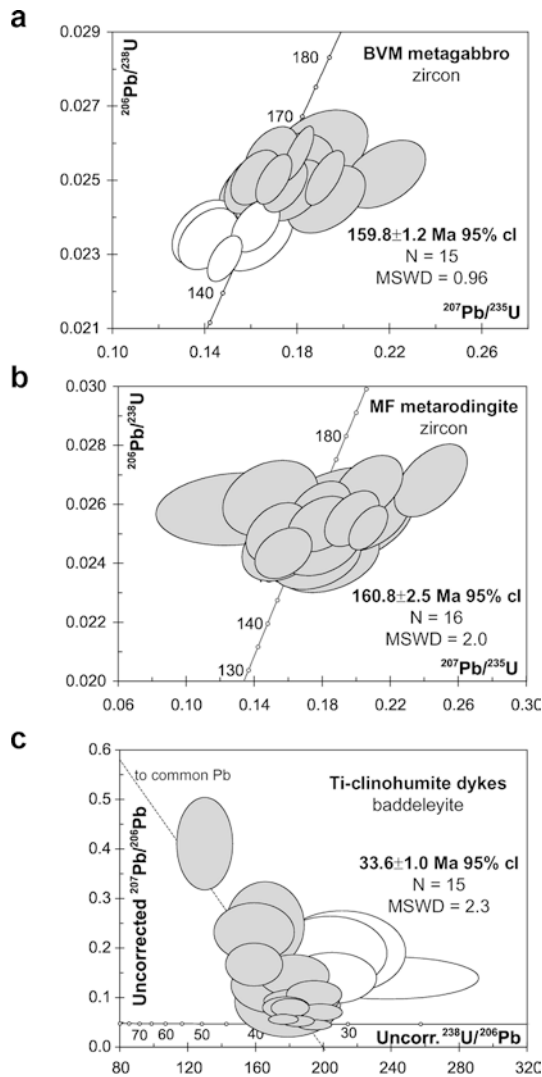 a
0.029
0.027
0.025
0.023
0.021
²⁰⁶Pb/²³⁸U
180
170
140
BVM metagabbro
zircon
159.8±1.2 Ma 95% cl
N = 15
MSWD = 0.96
²⁰⁷Pb/²³⁵U
0.10
0.14
0.18
0.22
0.26
b
0.030
0.028
0.026
0.024
0.022
0.020
²⁰⁶Pb/²³⁸U
180
140
130
MF metarodingite
zircon
160.8±2.5 Ma 95% cl
N = 16
MSWD = 2.0
²⁰⁷Pb/²³⁵U
0.06
0.10
0.14
0.18
0.22
0.26
0.30
c
0.6
0.5
0.4
0.3
0.2
0.1
0.0
Uncorrected ²⁰⁷Pb/²⁰⁶Pb
to common Pb
Ti-clinohumite dykes
baddeleyite
33.6±1.0 Ma 95% cl
N = 15
MSWD = 2.3
70
60
50
40
30
Uncorr. ²³⁸U/²⁰⁶Pb
80
120
160
200
240
280
320